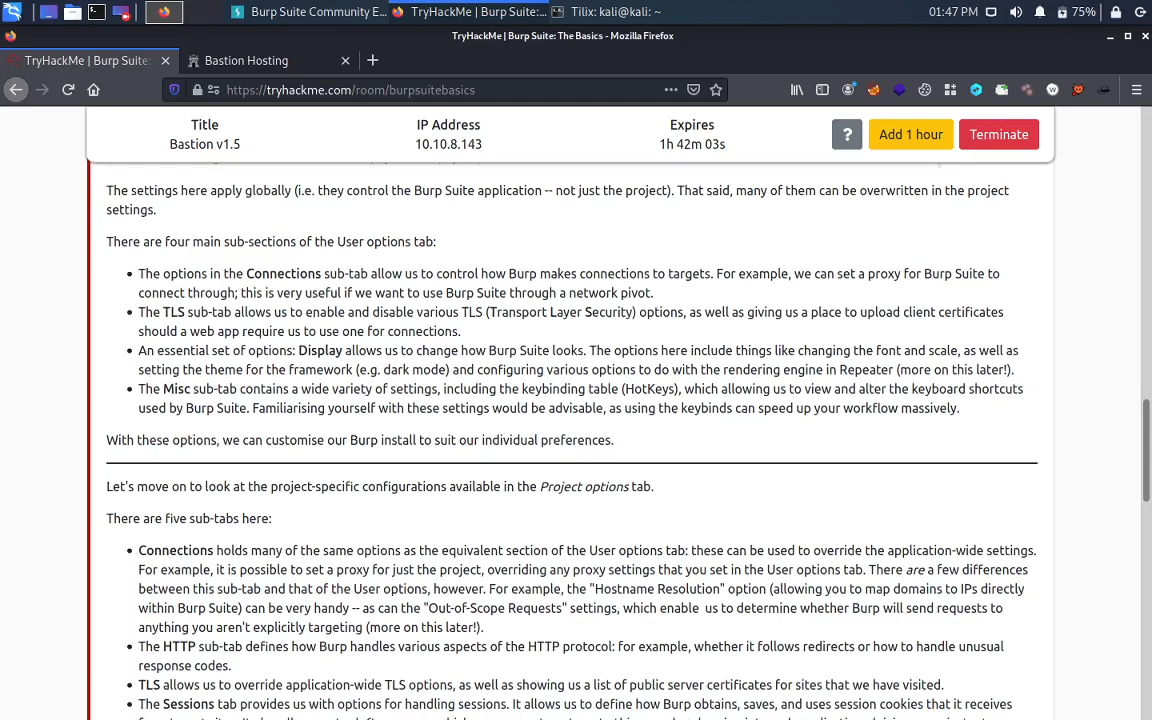 Burp Suite Community E...
TryHackMe | Burp Suite:...
Tilix: kali@kali: ~
01:47 PM
75%
TryHackMe | Burp Suite: The Basics - Mozilla Firefox
TryHackMe | Burp Suite:
Bastion Hosting
https://tryhackme.com/room/burpsuitebasics
Title
IP Address
Expires
Bastion v1.5
10.10.8.143
1h 42m 03s
?
Add 1 hour
Terminate
The settings here apply globally (i.e. they control the Burp Suite application -- not just the project). That said, many of them can be overwritten in the project
settings.
There are four main sub-sections of the User options tab:
• The options in the Connections sub-tab allow us to control how Burp makes connections to targets. For example, we can set a proxy for Burp Suite to
connect through; this is very useful if we want to use Burp Suite through a network pivot.
• The TLS sub-tab allows us to enable and disable various TLS (Transport Layer Security) options, as well as giving us a place to upload client certificates
should a web app require us to use one for connections.
• An essential set of options: Display allows us to change how Burp Suite looks. The options here include things like changing the font and scale, as well as
setting the theme for the framework (e.g. dark mode) and configuring various options to do with the rendering engine in Repeater (more on this later!).
• The Misc sub-tab contains a wide variety of settings, including the keybinding table (HotKeys), which allowing us to view and alter the keyboard shortcuts
used by Burp Suite. Familiarising yourself with these settings would be advisable, as using the keybinds can speed up your workflow massively.
With these options, we can customise our Burp install to suit our individual preferences.
Let's move on to look at the project-specific configurations available in the Project options tab.
There are five sub-tabs here:
• Connections holds many of the same options as the equivalent section of the User options tab: these can be used to override the application-wide settings.
For example, it is possible to set a proxy for just the project, overriding any proxy settings that you set in the User options tab. There are a few differences
between this sub-tab and that of the User options, however. For example, the "Hostname Resolution" option (allowing you to map domains to IPs directly
within Burp Suite) can be very handy -- as can the "Out-of-Scope Requests" settings, which enable us to determine whether Burp will send requests to
anything you aren't explicitly targeting (more on this later!).
• The HTTP sub-tab defines how Burp handles various aspects of the HTTP protocol: for example, whether it follows redirects or how to handle unusual
response codes.
• TLS allows us to override application-wide TLS options, as well as showing us a list of public server certificates for sites that we have visited.
• The Sessions tab provides us with options for handling sessions. It allows us to define how Burp obtains, saves, and uses session cookies that it receives